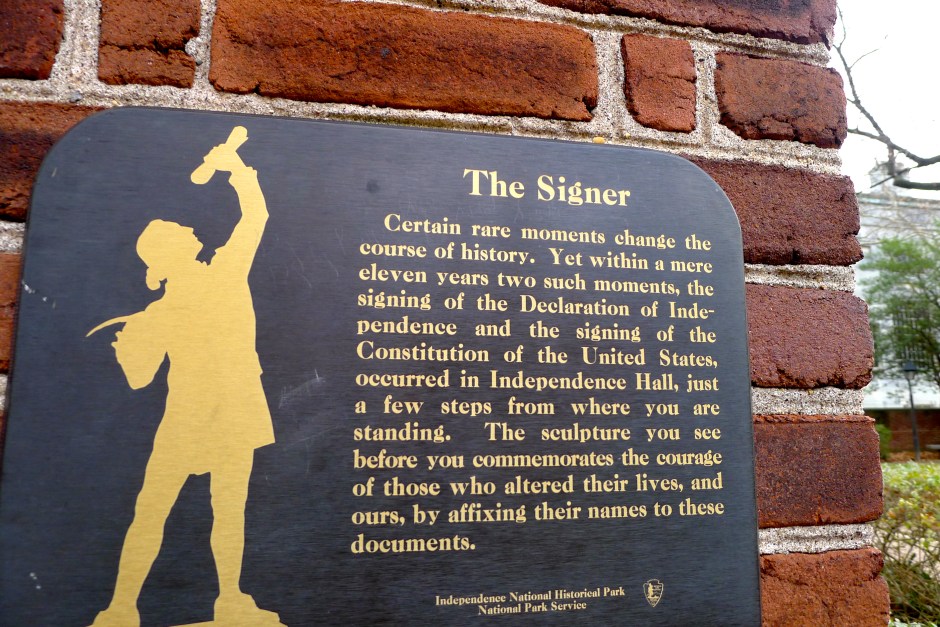 The Signer
Certain rare moments change the
course of history. Yet within a mere
eleven years two such moments, the
signing of the Declaration of Inde-
pendence and the signing of the
Constitution of the United States,
occurred in Independence Hall, just
a few steps from where you are
standing. The sculpture you see
before you commemorates the courage
of those who altered their lives, and
ours, by affixing their names to these
documents.
Independence National Historical Park
National Park Service